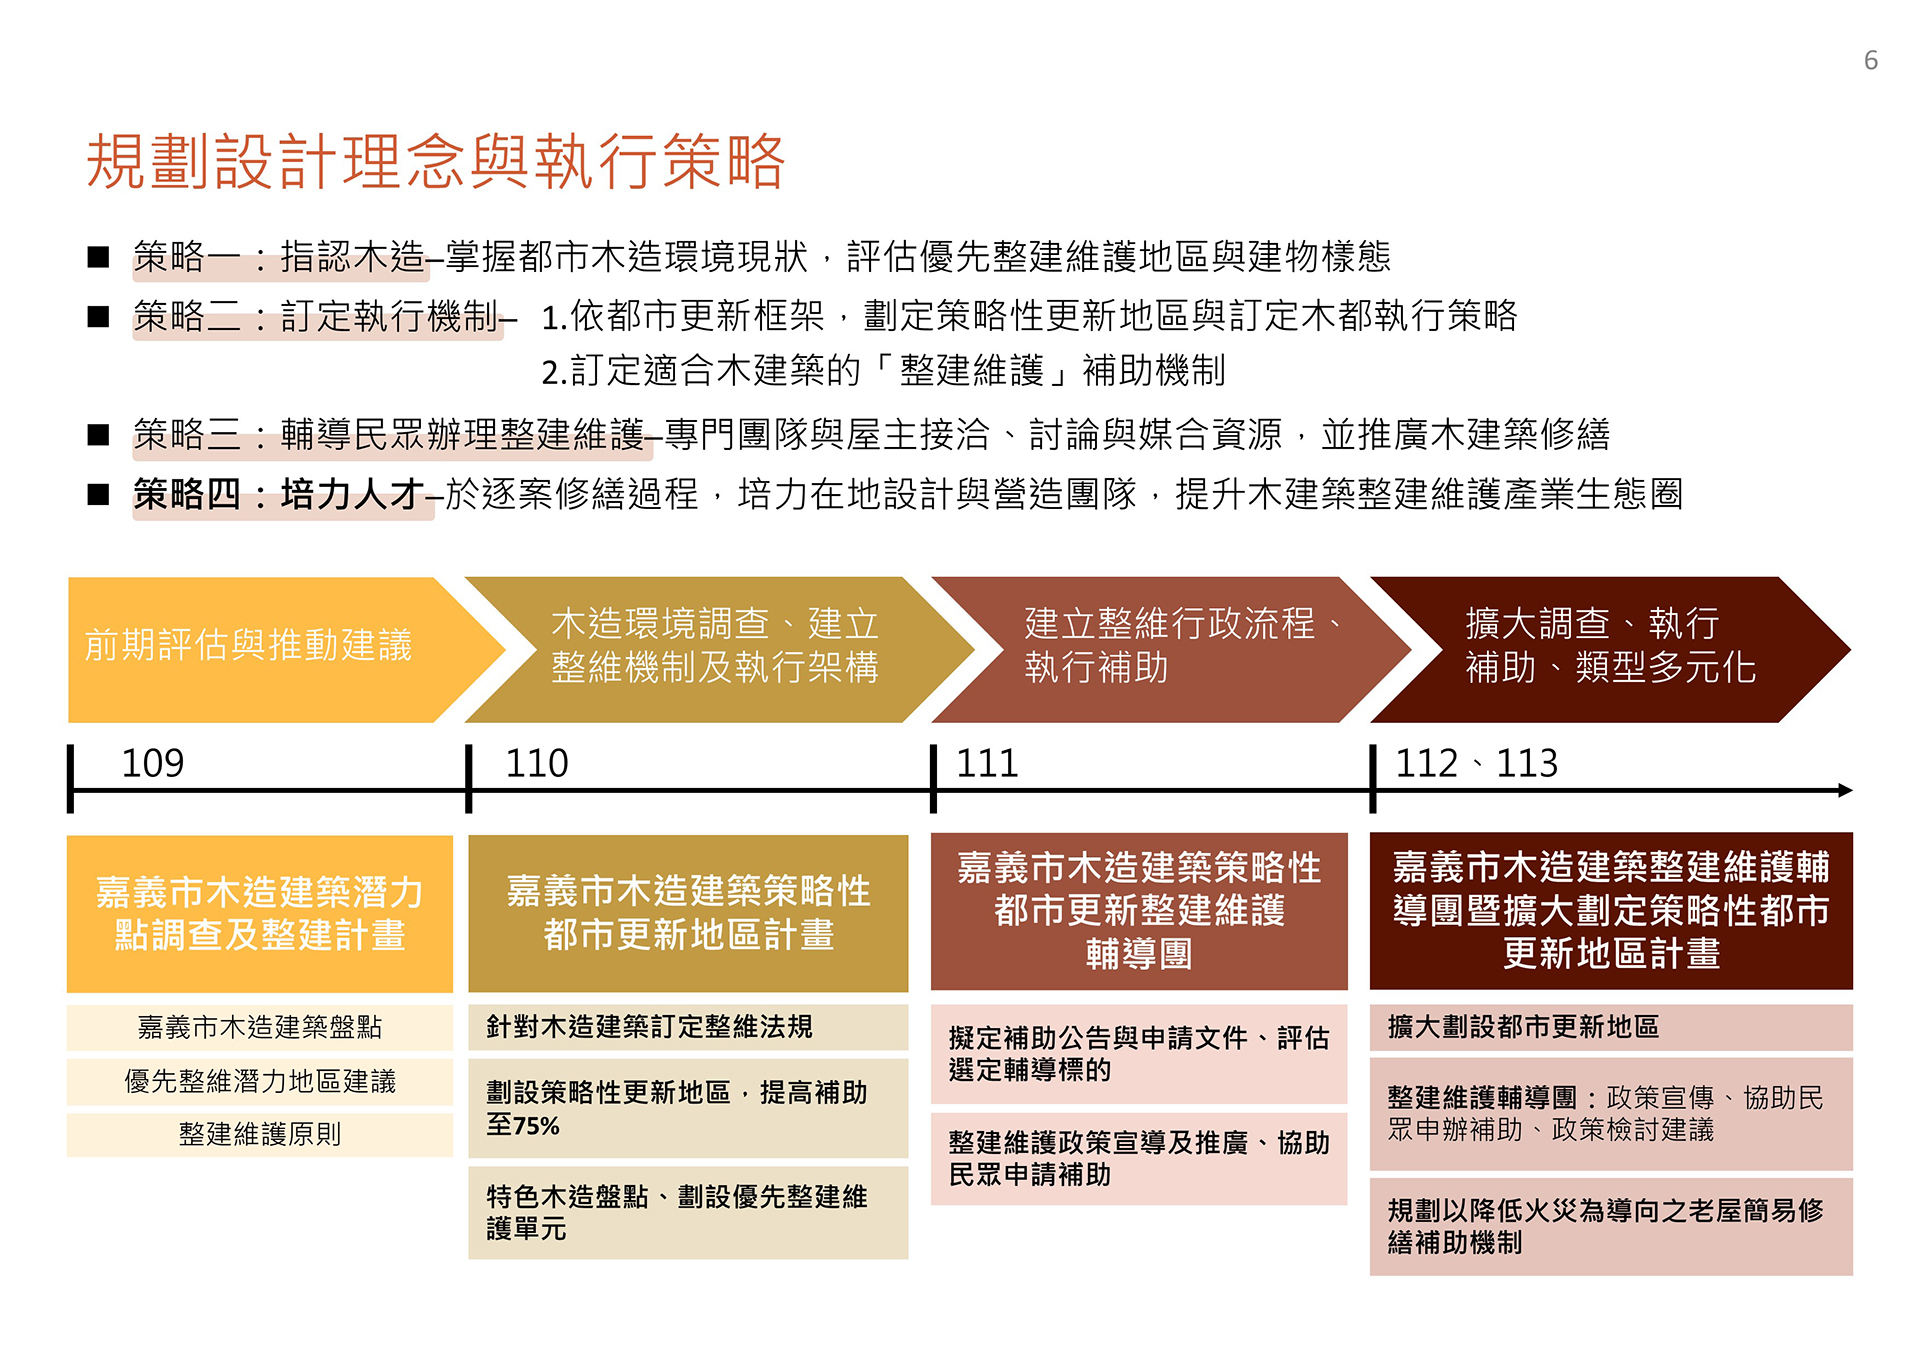 6
規劃設計理念與執行策略
■ 策略一：指認木造–掌握都市木造環境現狀，評估優先整建維護地區與建物樣態
■ 策略二：訂定執行機制– 1.依都市更新框架，劃定策略性更新地區與訂定木都執行策略
2.訂定適合木建築的「整建維護」補助機制
■ 策略三：輔導民眾辦理整建維護–專門團隊與屋主接洽、討論與媒合資源，並推廣木建築修繕
■ 策略四：培力人才–於逐案修繕過程，培力在地設計與營造團隊，提升木建築整建維護產業生態圈
前期評估與推動建議
木造環境調查、建立
整維機制及執行架構
建立整維行政流程、
執行補助
擴大調查、執行
補助、類型多元化
109
110
111
112、113
嘉義市木造建築潛力
點調查及整建計畫
嘉義市木造建築盤點
優先整維潛力地區建議
整建維護原則
嘉義市木造建築策略性
都市更新地區計畫
針對木造建築訂定整維法規
劃設策略性更新地區，提高補助
至75%
特色木造盤點、劃設優先整建維
護單元
嘉義市木造建築策略性
都市更新整建維護
輔導團
擬定補助公告與申請文件、評估
選定輔導標的
整建維護政策宣導及推廣、協助
民眾申請補助
嘉義市木造建築整建維護輔
導團暨擴大劃定策略性都市
更新地區計畫
擴大劃設都市更新地區
整建維護輔導團：政策宣傳、協助民
眾申辦補助、政策檢討建議
規劃以降低火災為導向之老屋簡易修
繕補助機制